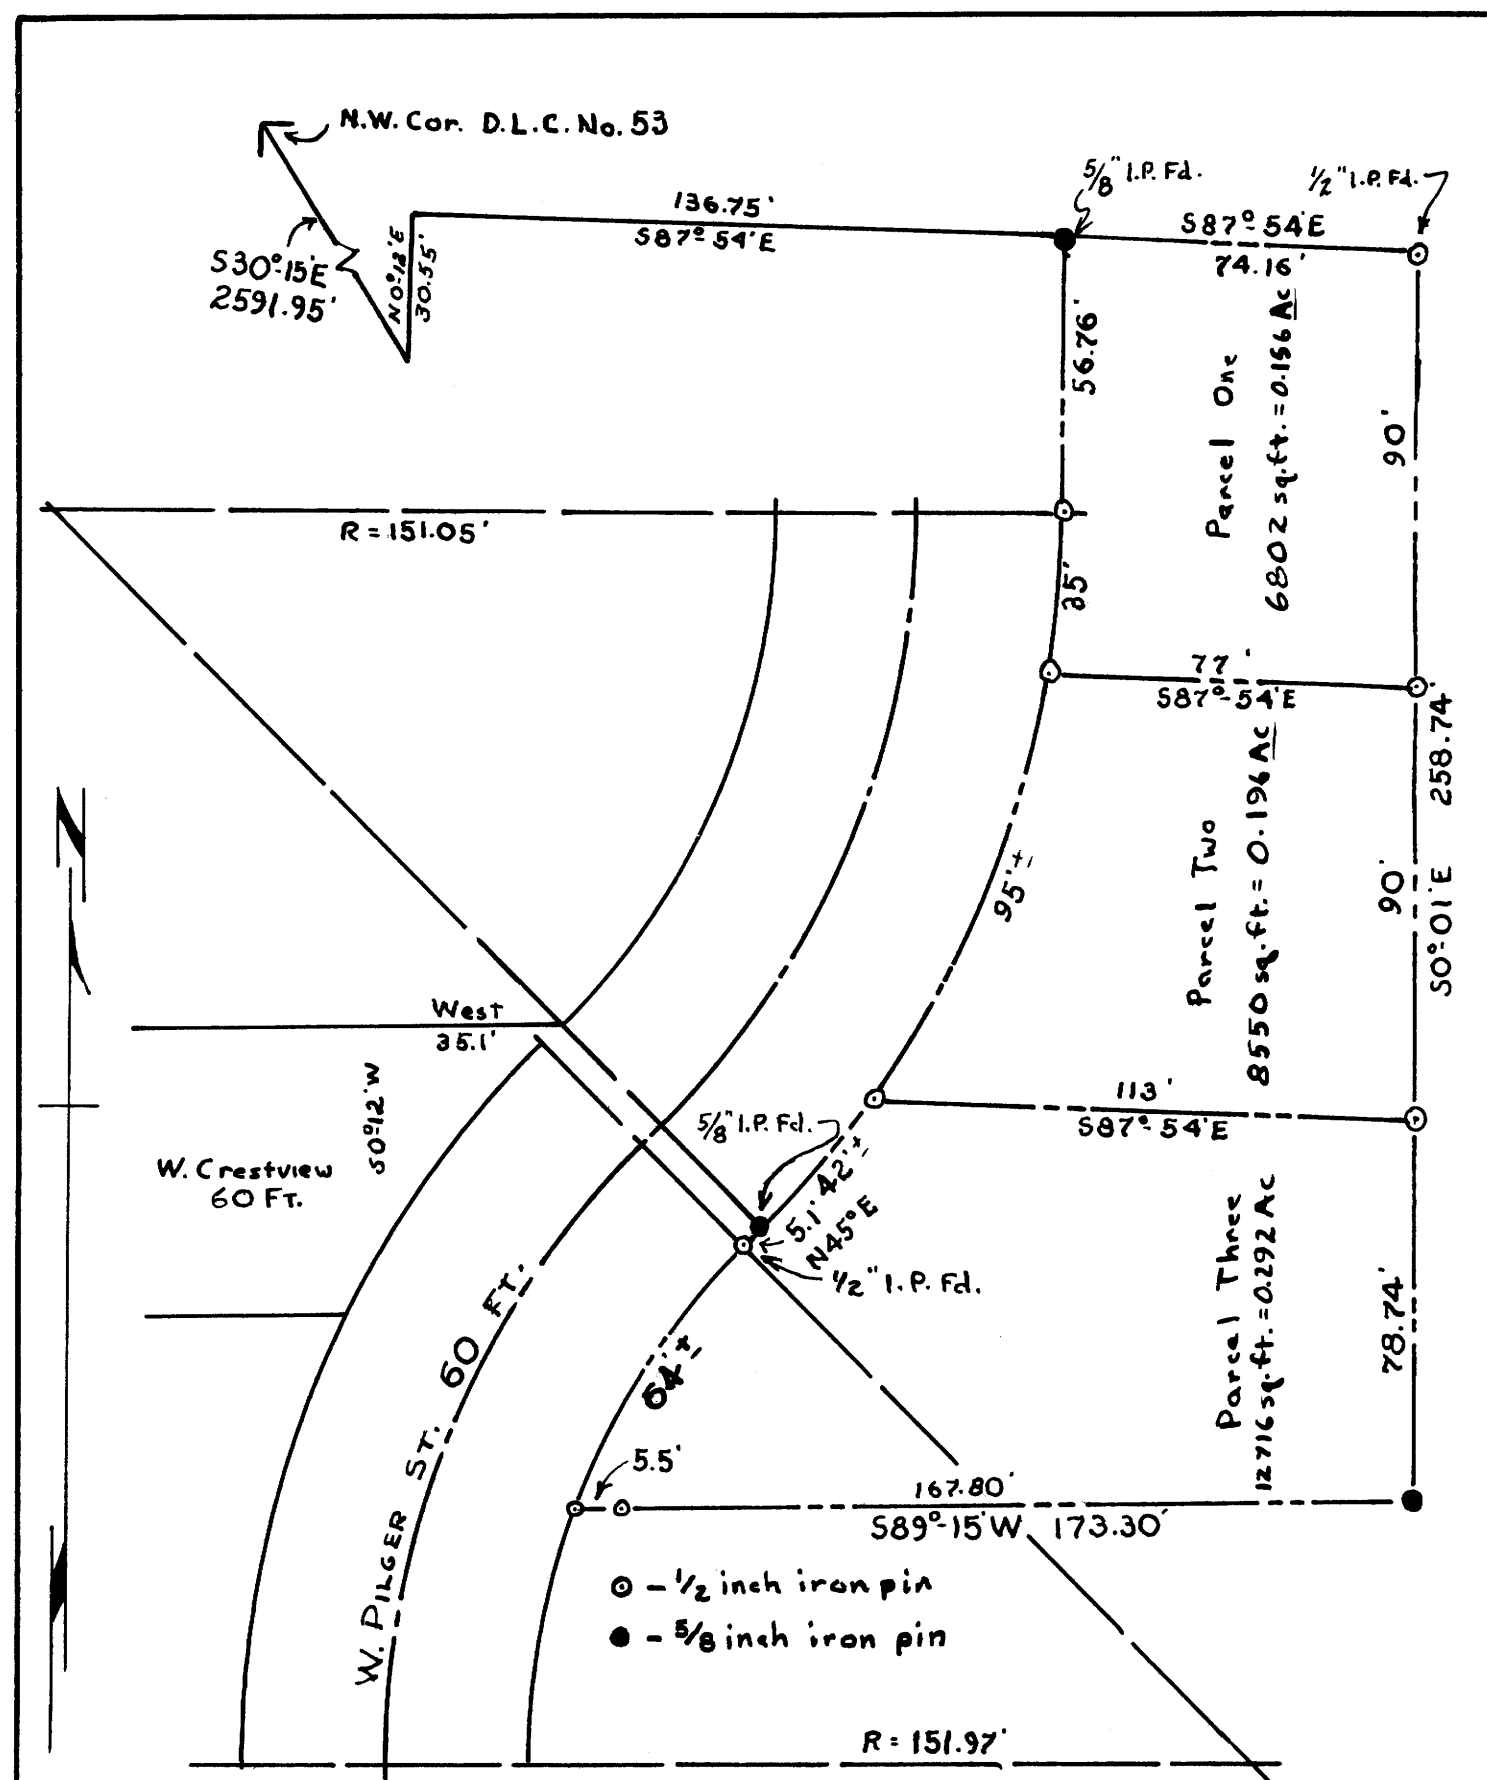 N.W. Cor. D.L.C. No. 53
5/8" I.P. Fd.
1/2" I.P. Fd.
136.75'
S87°-54'E
S87°-54'E
74.16'
S30°-15'E
2591.95'
N0°-12'E
30.55'
56.76'
Parcel One
6802 sq. ft. = 0.156 Ac
90'
R = 151.05'
35'
77'
S87°-54'E
S0°-01'E 258.74'
Parcel Two
8550 sq. ft. = 0.196 Ac
90'
95'±
West
35.1'
S0°12'W
W. Crestview
60 FT.
5/8" I.P. Fd.
113'
S87°-54'E
42'±
5.1'
N45°E
1/2" I.P. Fd.
Parcel Three
12716 sq. ft. = 0.292 Ac
78.74'
W. PILGER ST. 60 FT.
64'±
5.5'
167.80'
S89°-15'W 173.30'
⊙ - 1/2 inch iron pin
● - 5/8 inch iron pin
R = 151.97'
N